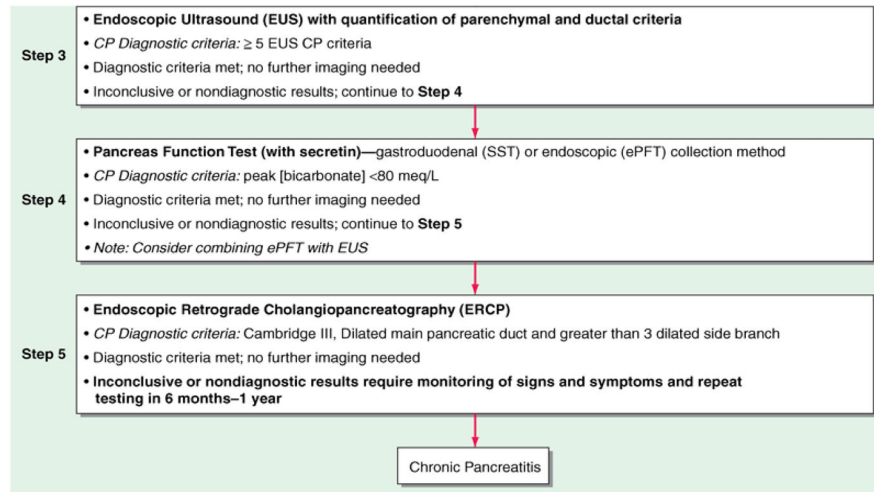 • Endoscopic Ultrasound (EUS) with quantification of parenchymal and ductal criteria
• CP Diagnostic criteria: ≥ 5 EUS CP criteria
Step 3
• Diagnostic criteria met; no further imaging needed
• Inconclusive or nondiagnostic results; continue to Step 4
• Pancreas Function Test (with secretin)—gastroduodenal (SST) or endoscopic (ePFT) collection method
• CP Diagnostic criteria: peak [bicarbonate] <80 meq/L
Step 4
• Diagnostic criteria met; no further imaging needed
• Inconclusive or nondiagnostic results; continue to Step 5
• Note: Consider combining ePFT with EUS
• Endoscopic Retrograde Cholangiopancreatography (ERCP)
• CP Diagnostic criteria: Cambridge III, Dilated main pancreatic duct and greater than 3 dilated side branch
Step 5
• Diagnostic criteria met; no further imaging needed
• Inconclusive or nondiagnostic results require monitoring of signs and symptoms and repeat
testing in 6 months–1 year
Chronic Pancreatitis